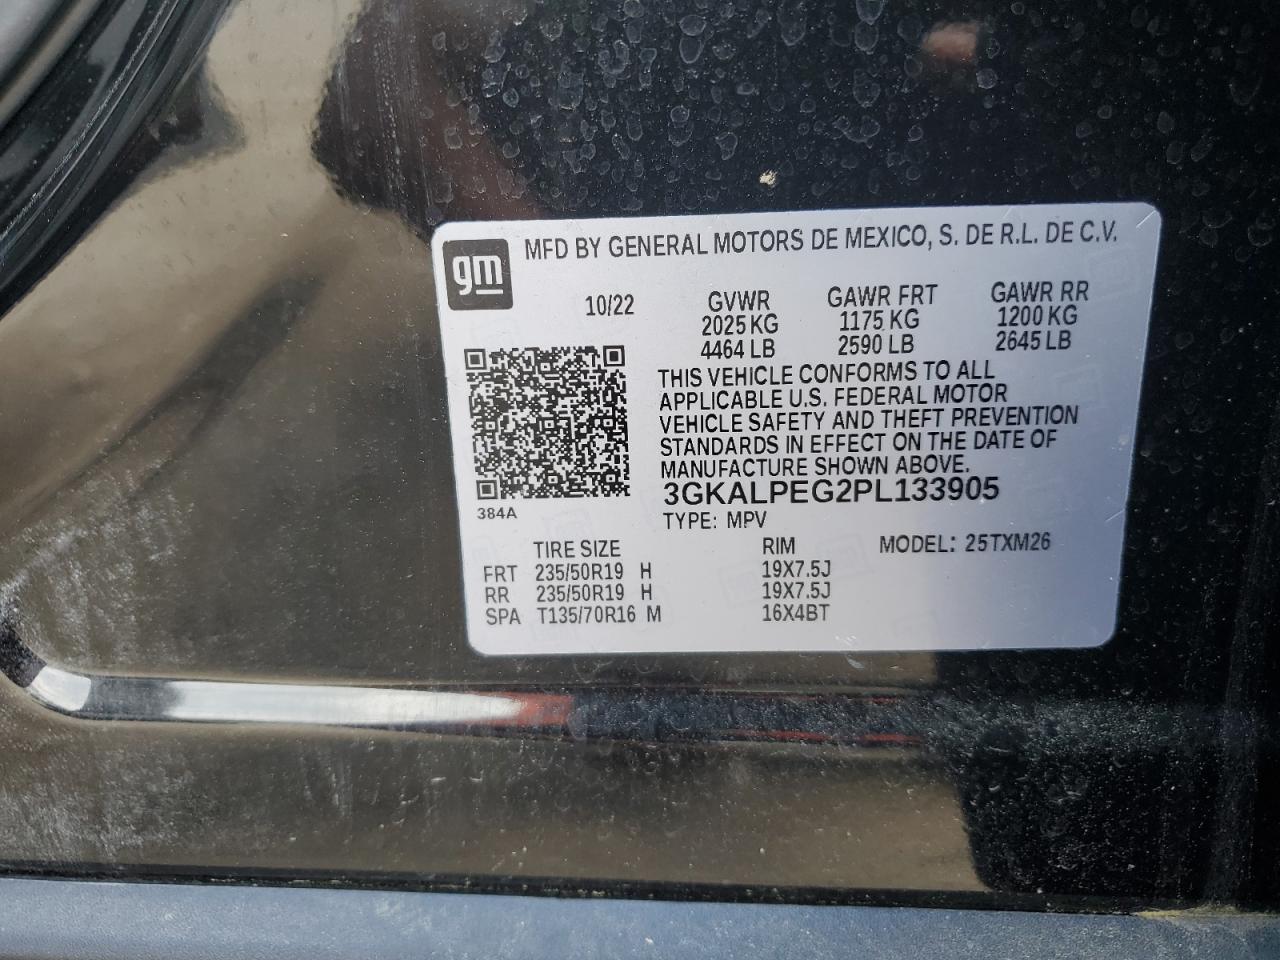 gm
MFD BY GENERAL MOTORS DE MEXICO, S. DE R.L. DE C.V.
10/22 GVWR GAWR FRT GAWR RR
2025 KG 1175 KG 1200 KG
4464 LB 2590 LB 2645 LB
THIS VEHICLE CONFORMS TO ALL
APPLICABLE U.S. FEDERAL MOTOR
VEHICLE SAFETY AND THEFT PREVENTION
STANDARDS IN EFFECT ON THE DATE OF
MANUFACTURE SHOWN ABOVE.
3GKALPEG2PL133905
384A
TYPE: MPV
TIRE SIZE RIM MODEL: 25TXM26
FRT 235/50R19 H 19X7.5J
RR 235/50R19 H 19X7.5J
SPA T135/70R16 M 16X4BT